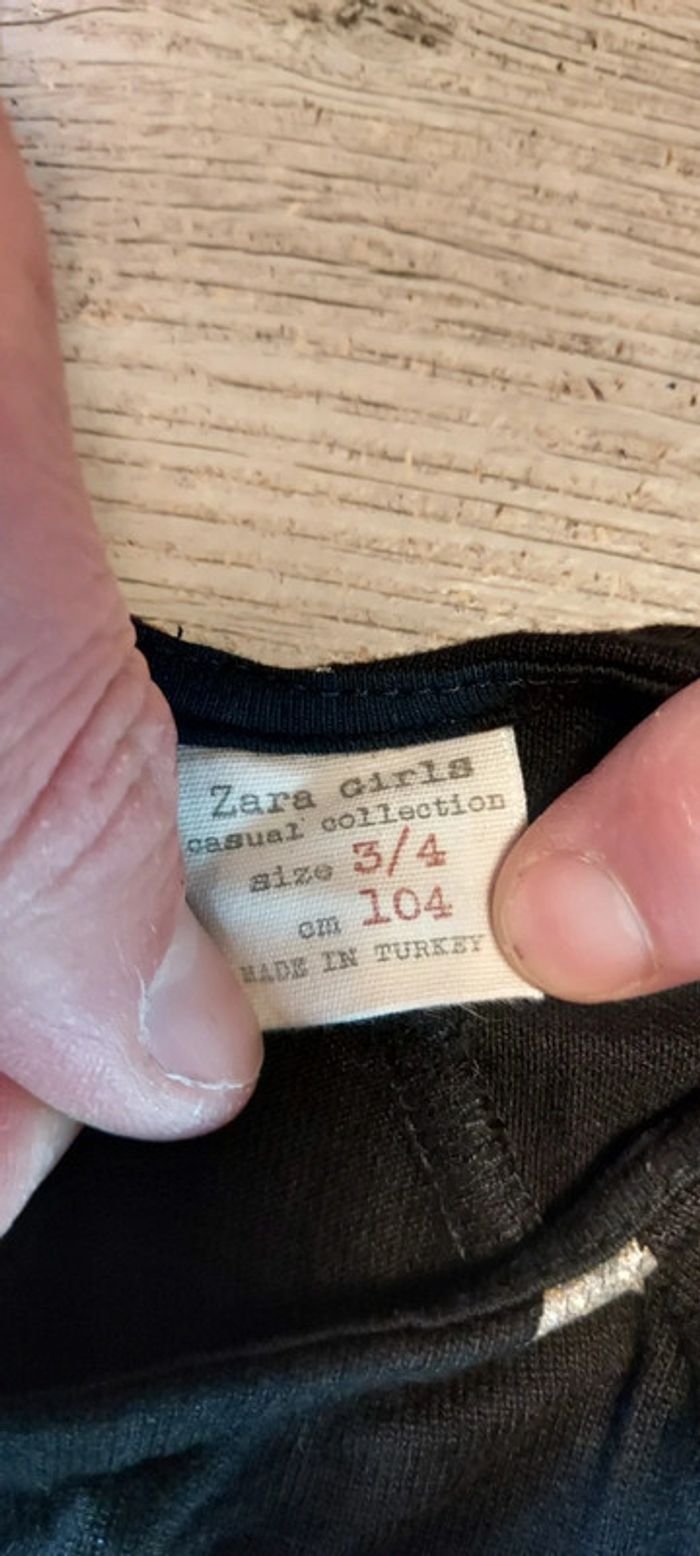 Zara Girls
casual collection
size 3/4
cm 104
MADE IN TURKEY